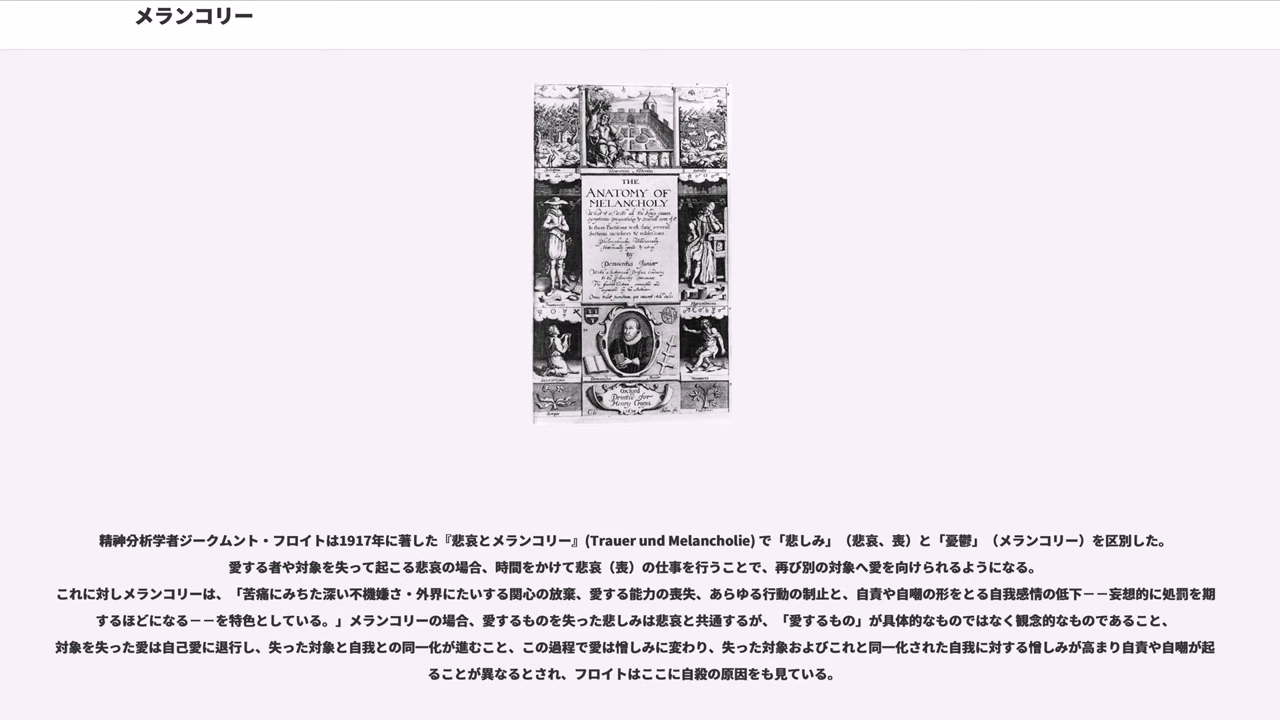 メランコリー
THE
ANATOMY OF
MELANCHOLY.
Democritus Junior
Oxford
Printed for
Henry Cripps
精神分析学者ジークムント・フロイトは1917年に著した『悲哀とメランコリー』(Trauer und Melancholie) で「悲しみ」（悲哀、喪）と「憂鬱」（メランコリー）を区別した。
愛する者や対象を失って起こる悲哀の場合、時間をかけて悲哀（喪）の仕事を行うことで、再び別の対象へ愛を向けられるようになる。
これに対しメランコリーは、「苦痛にみちた深い不機嫌さ・外界にたいする関心の放棄、愛する能力の喪失、あらゆる行動の制止と、自責や自嘲の形をとる自我感情の低下－－妄想的に処罰を期
するほどになる－－を特色としている。」メランコリーの場合、愛するものを失った悲しみは悲哀と共通するが、「愛するもの」が具体的なものではなく観念的なものであること、
対象を失った愛は自己愛に退行し、失った対象と自我との同一化が進むこと、この過程で愛は憎しみに変わり、失った対象およびこれと同一化された自我に対する憎しみが高まり自責や自嘲が起
ることが異なるとされ、フロイトはここに自殺の原因をも見ている。